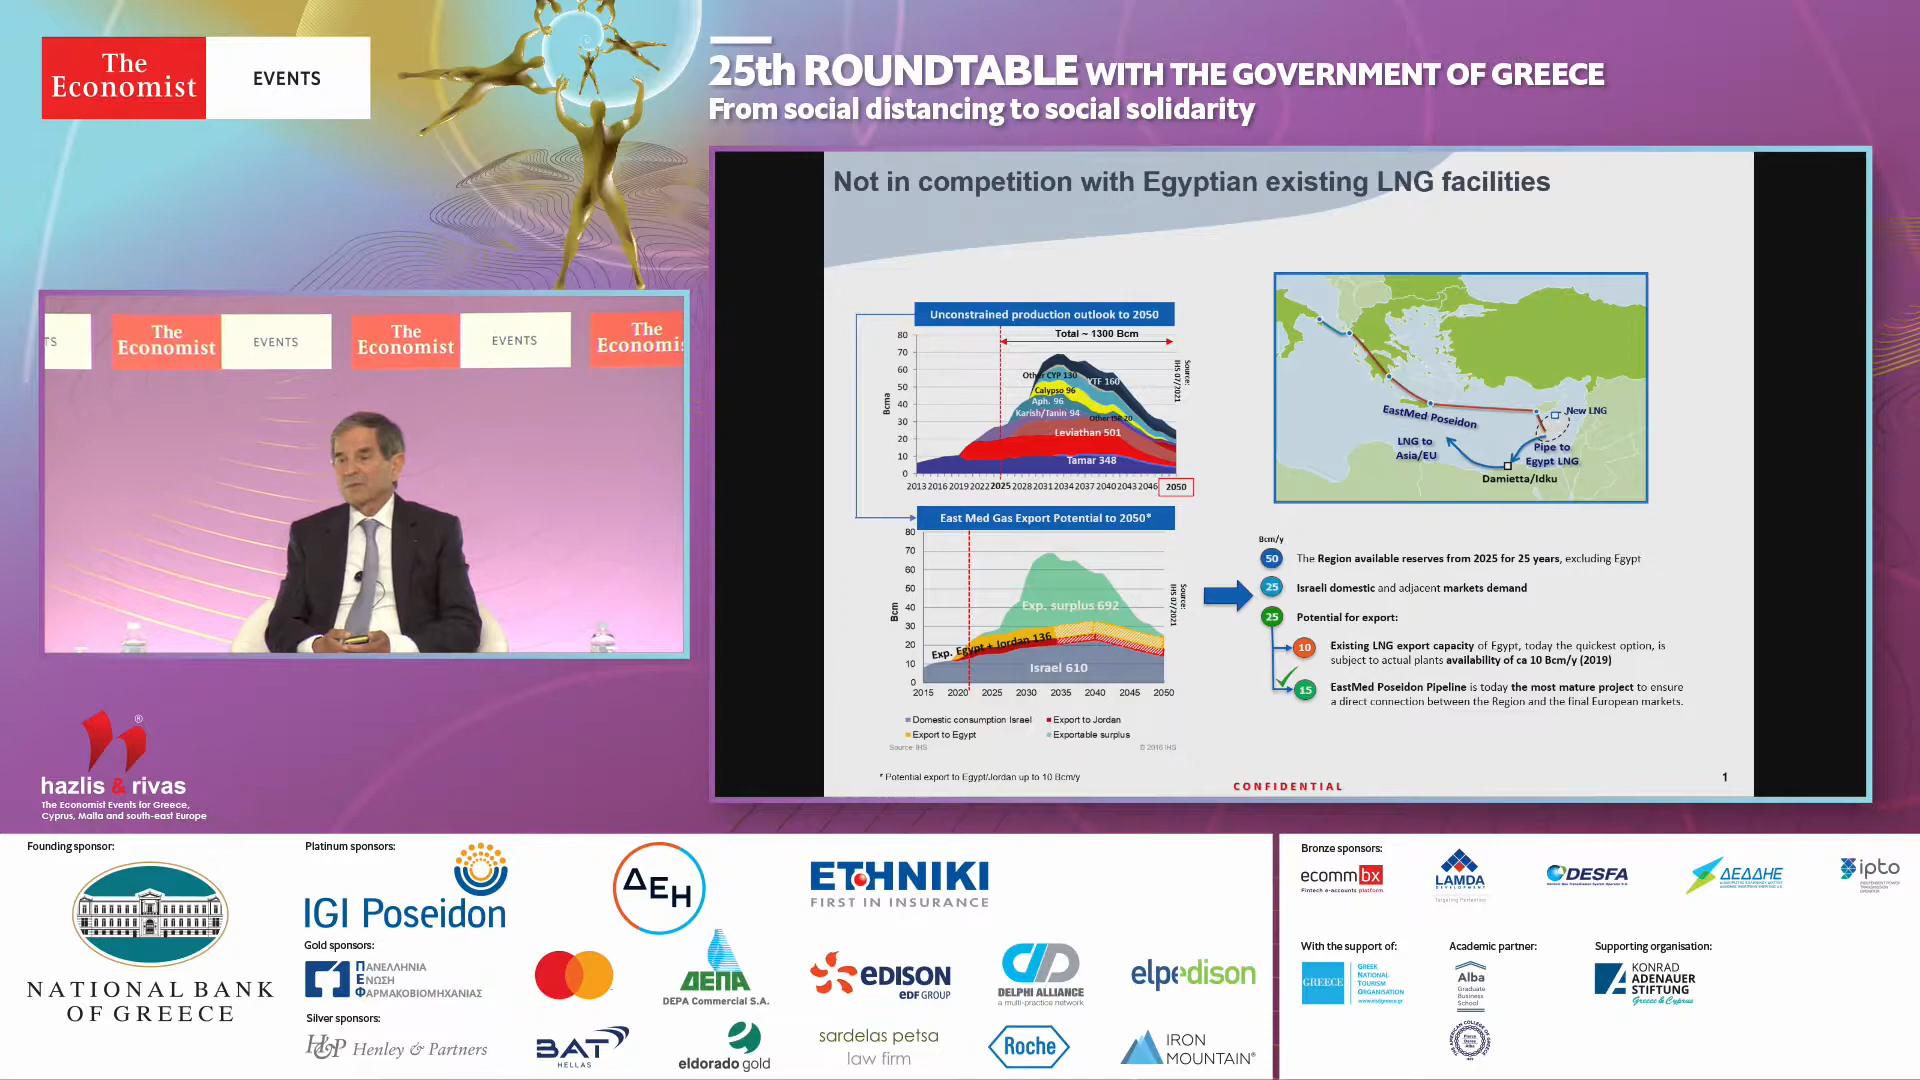 The
Economist
EVENTS
25th ROUNDTABLE WITH THE GOVERNMENT OF GREECE
From social distancing to social solidarity
TS
The
Economist
EVENTS
The
Economist
EVENTS
The
Economis
Not in competition with Egyptian existing LNG facilities
Unconstrained production outlook to 2050
Total ~ 1300 Bcm
80
70
60
50
40
30
20
10
0
Bcma
Other CYP 130
YTF 160
Calypso 96
Aph. 96
Karish/Tanin 94
Other ISR 20
Leviathan 501
Tamar 348
Source: IHS 07/2021
2013 2016 2019 2022 2025 2028 2031 2034 2037 2040 2043 2046 2050
East Med Gas Export Potential to 2050*
80
70
60
50
40
30
20
10
0
Bcm
Exp. surplus 692
Exp. Egypt + Jordan 136
Israel 610
Source: IHS 07/2021
2015 2020 2025 2030 2035 2040 2045 2050
Domestic consumption Israel
Export to Jordan
Export to Egypt
Exportable surplus
Source: IHS
© 2016 IHS
* Potential export to Egypt/Jordan up to 10 Bcm/y
EastMed Poseidon
New LNG
LNG to
Asia/EU
Pipe to
Egypt LNG
Damietta/Idku
Bcm/y
50 The Region available reserves from 2025 for 25 years, excluding Egypt
25 Israeli domestic and adjacent markets demand
25 Potential for export:
10 Existing LNG export capacity of Egypt, today the quickest option, is
subject to actual plants availability of ca 10 Bcm/y (2019)
15 EastMed Poseidon Pipeline is today the most mature project to ensure
a direct connection between the Region and the final European markets.
CONFIDENTIAL
1
®
hazlis & rivas
The Economist Events for Greece,
Cyprus, Malta and south-east Europe
Founding sponsor:
NATIONAL BANK
OF GREECE
Platinum sponsors:
IGI Poseidon
ΔΕΗ
ETHNIKI
FIRST IN INSURANCE
Gold sponsors:
ΠΑΝΕΛΛΗΝΙΑ
ΕΝΩΣΗ
ΦΑΡΜΑΚΟΒΙΟΜΗΧΑΝΙΑΣ
ΔΕΠΑ
DEPA Commercial S.A.
EDISON
EDF GROUP
DELPHI ALLIANCE
a multi-practice network
elpedison
Silver sponsors:
H&P Henley & Partners
BAT
HELLAS
eldorado gold
sardelas petsa
law firm
Roche
IRON
MOUNTAIN®
Bronze sponsors:
ecommbx
Fintech e-accounts platform
LAMDA
DEVELOPMENT
Targeting Perfection
DESFA
ΔΕΔΔΗΕ
ipto
INDEPENDENT POWER
TRANSMISSION
OPERATOR
With the support of:
GREECE
GREEK
NATIONAL
TOURISM
ORGANISATION
www.visitgreece.gr
Academic partner:
Alba
Graduate
Business
School
Supporting organisation:
KONRAD
ADENAUER
STIFTUNG
Greece & Cyprus